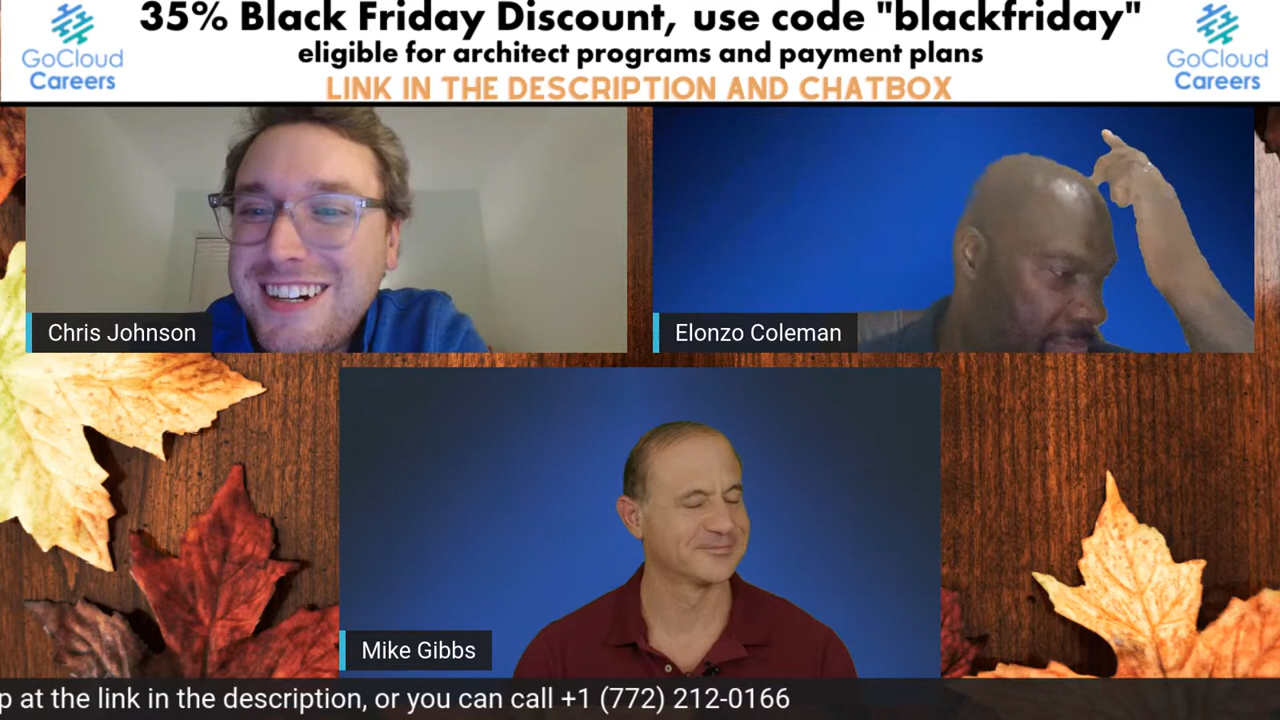 35% Black Friday Discount, use code "blackfriday"
eligible for architect programs and payment plans
LINK IN THE DESCRIPTION AND CHATBOX
GoCloud
Careers
GoCloud
Careers
Chris Johnson
Elonzo Coleman
Mike Gibbs
p at the link in the description, or you can call +1 (772) 212-0166